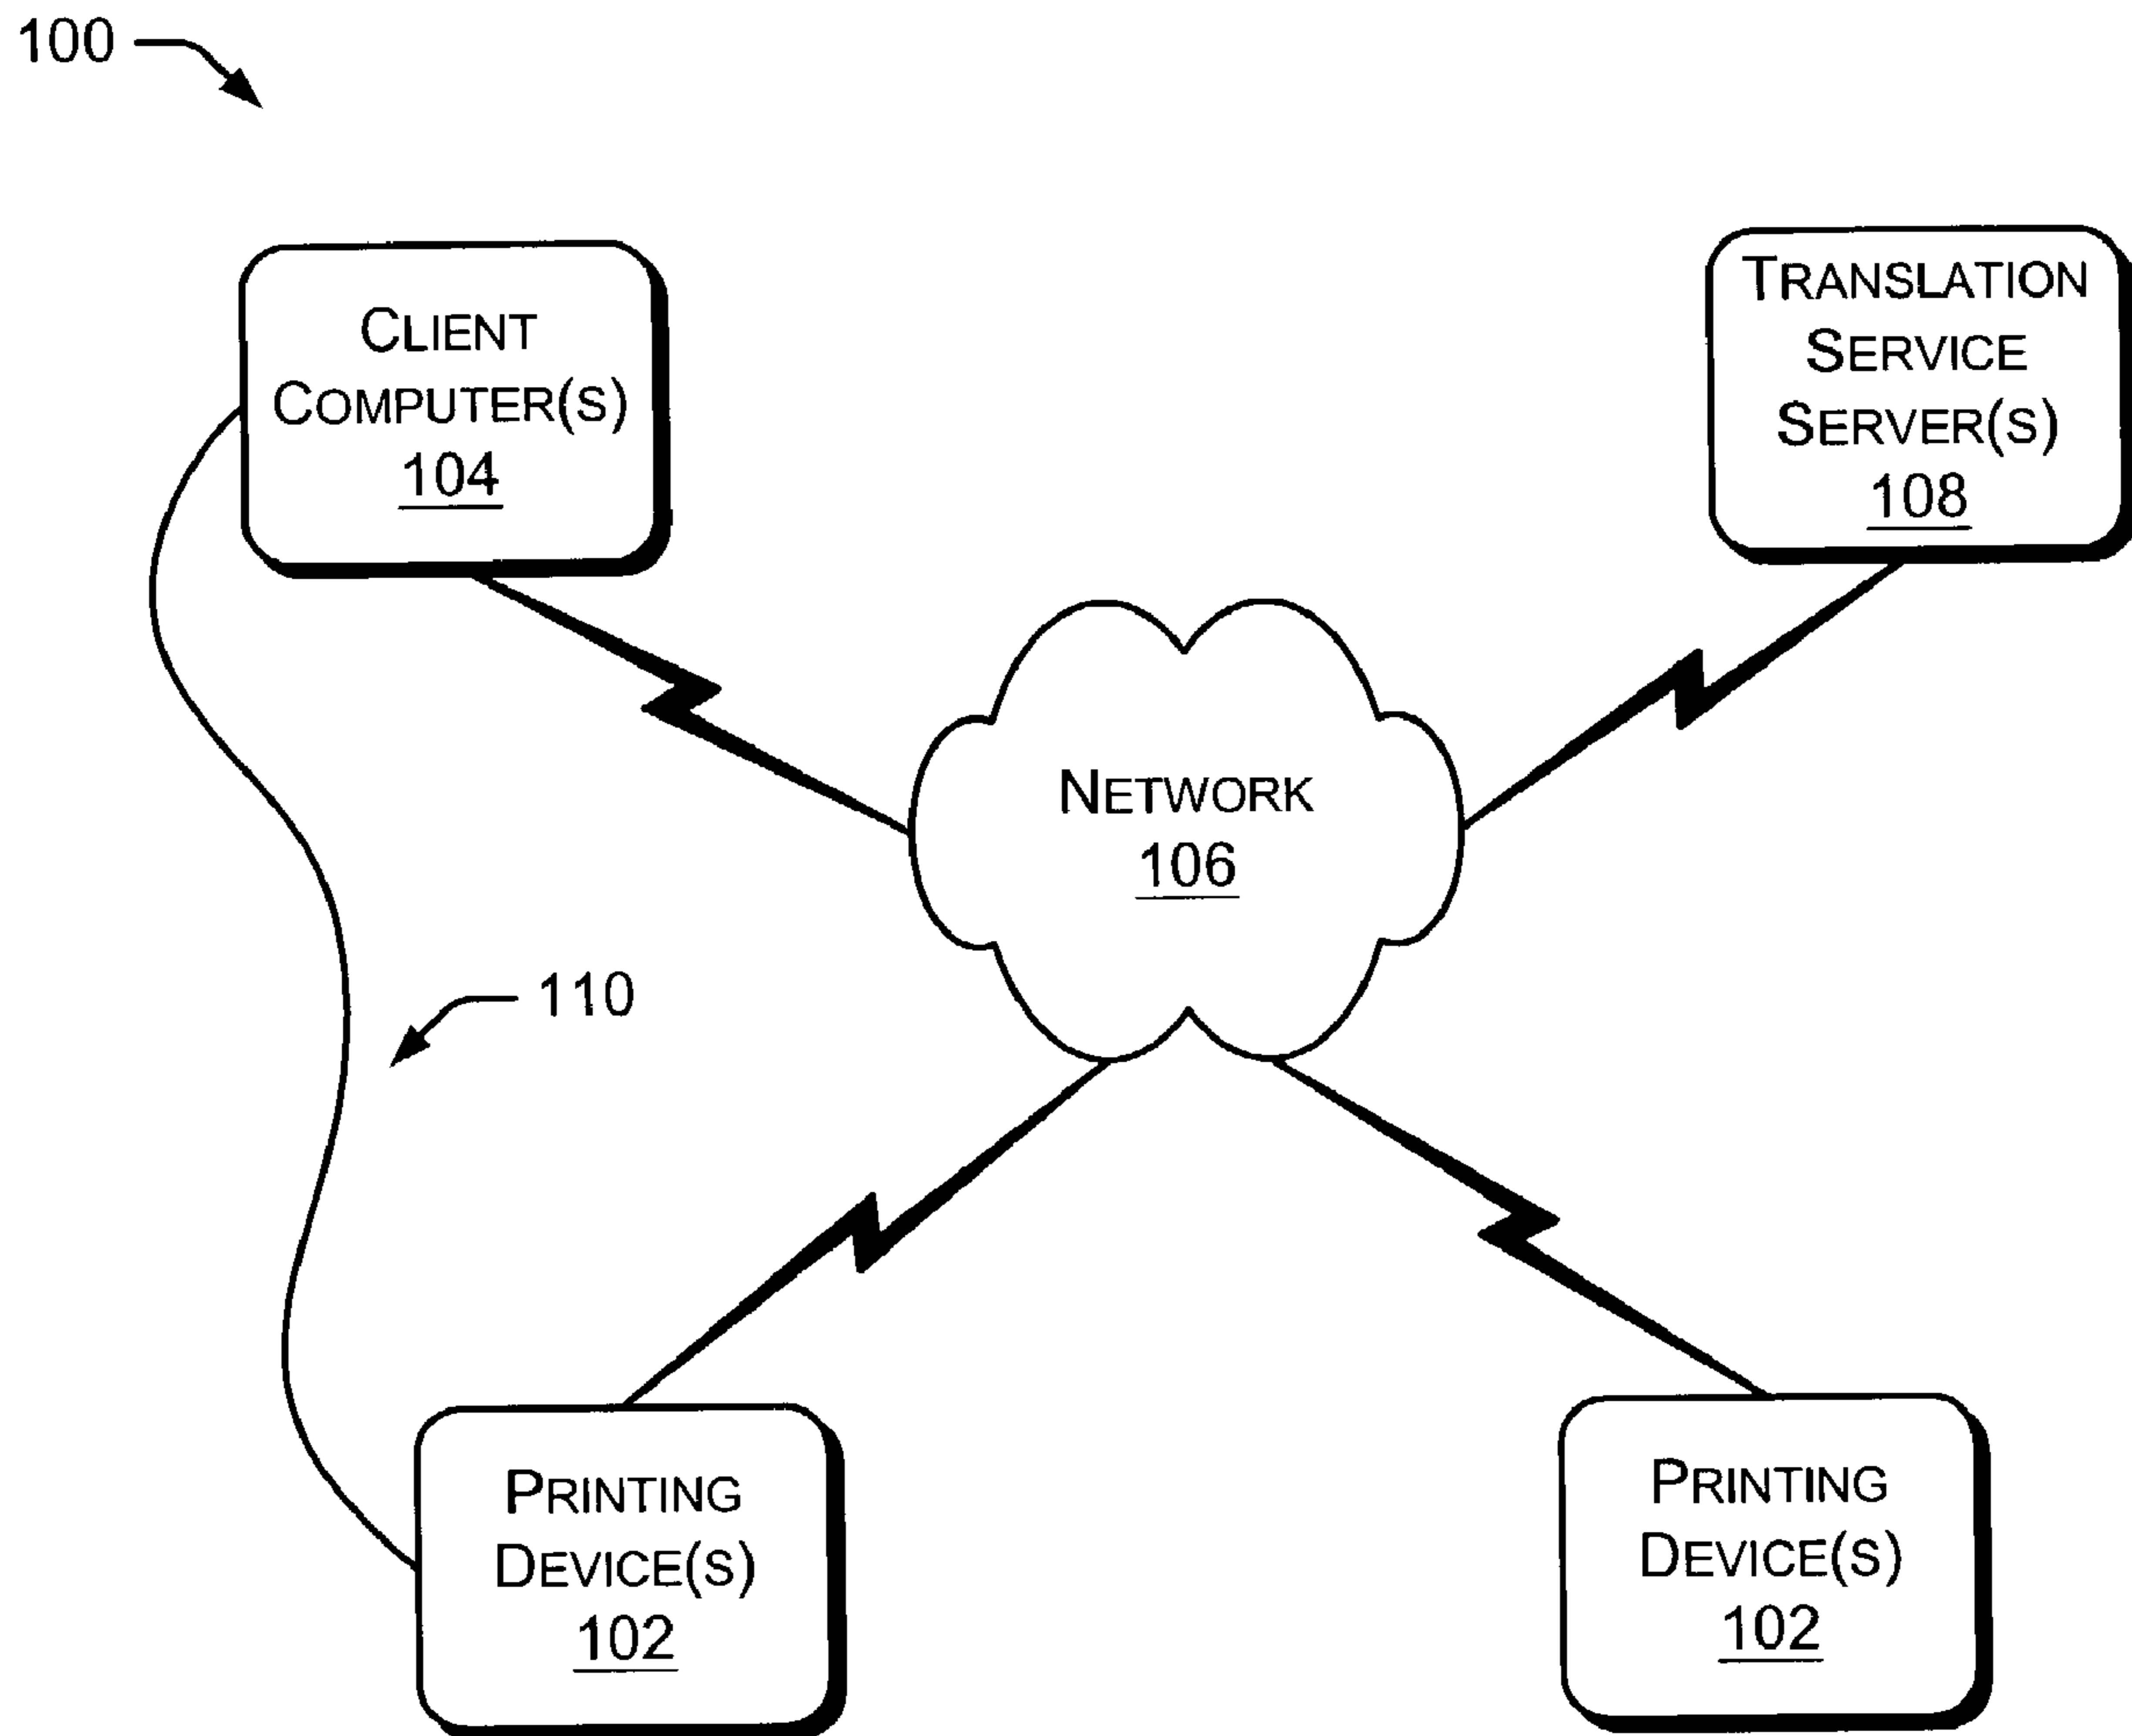 100
CLIENT
COMPUTER(S)
104
TRANSLATION
SERVICE
SERVER(S)
108
NETWORK
106
110
PRINTING
DEVICE(S)
102
PRINTING
DEVICE(S)
102